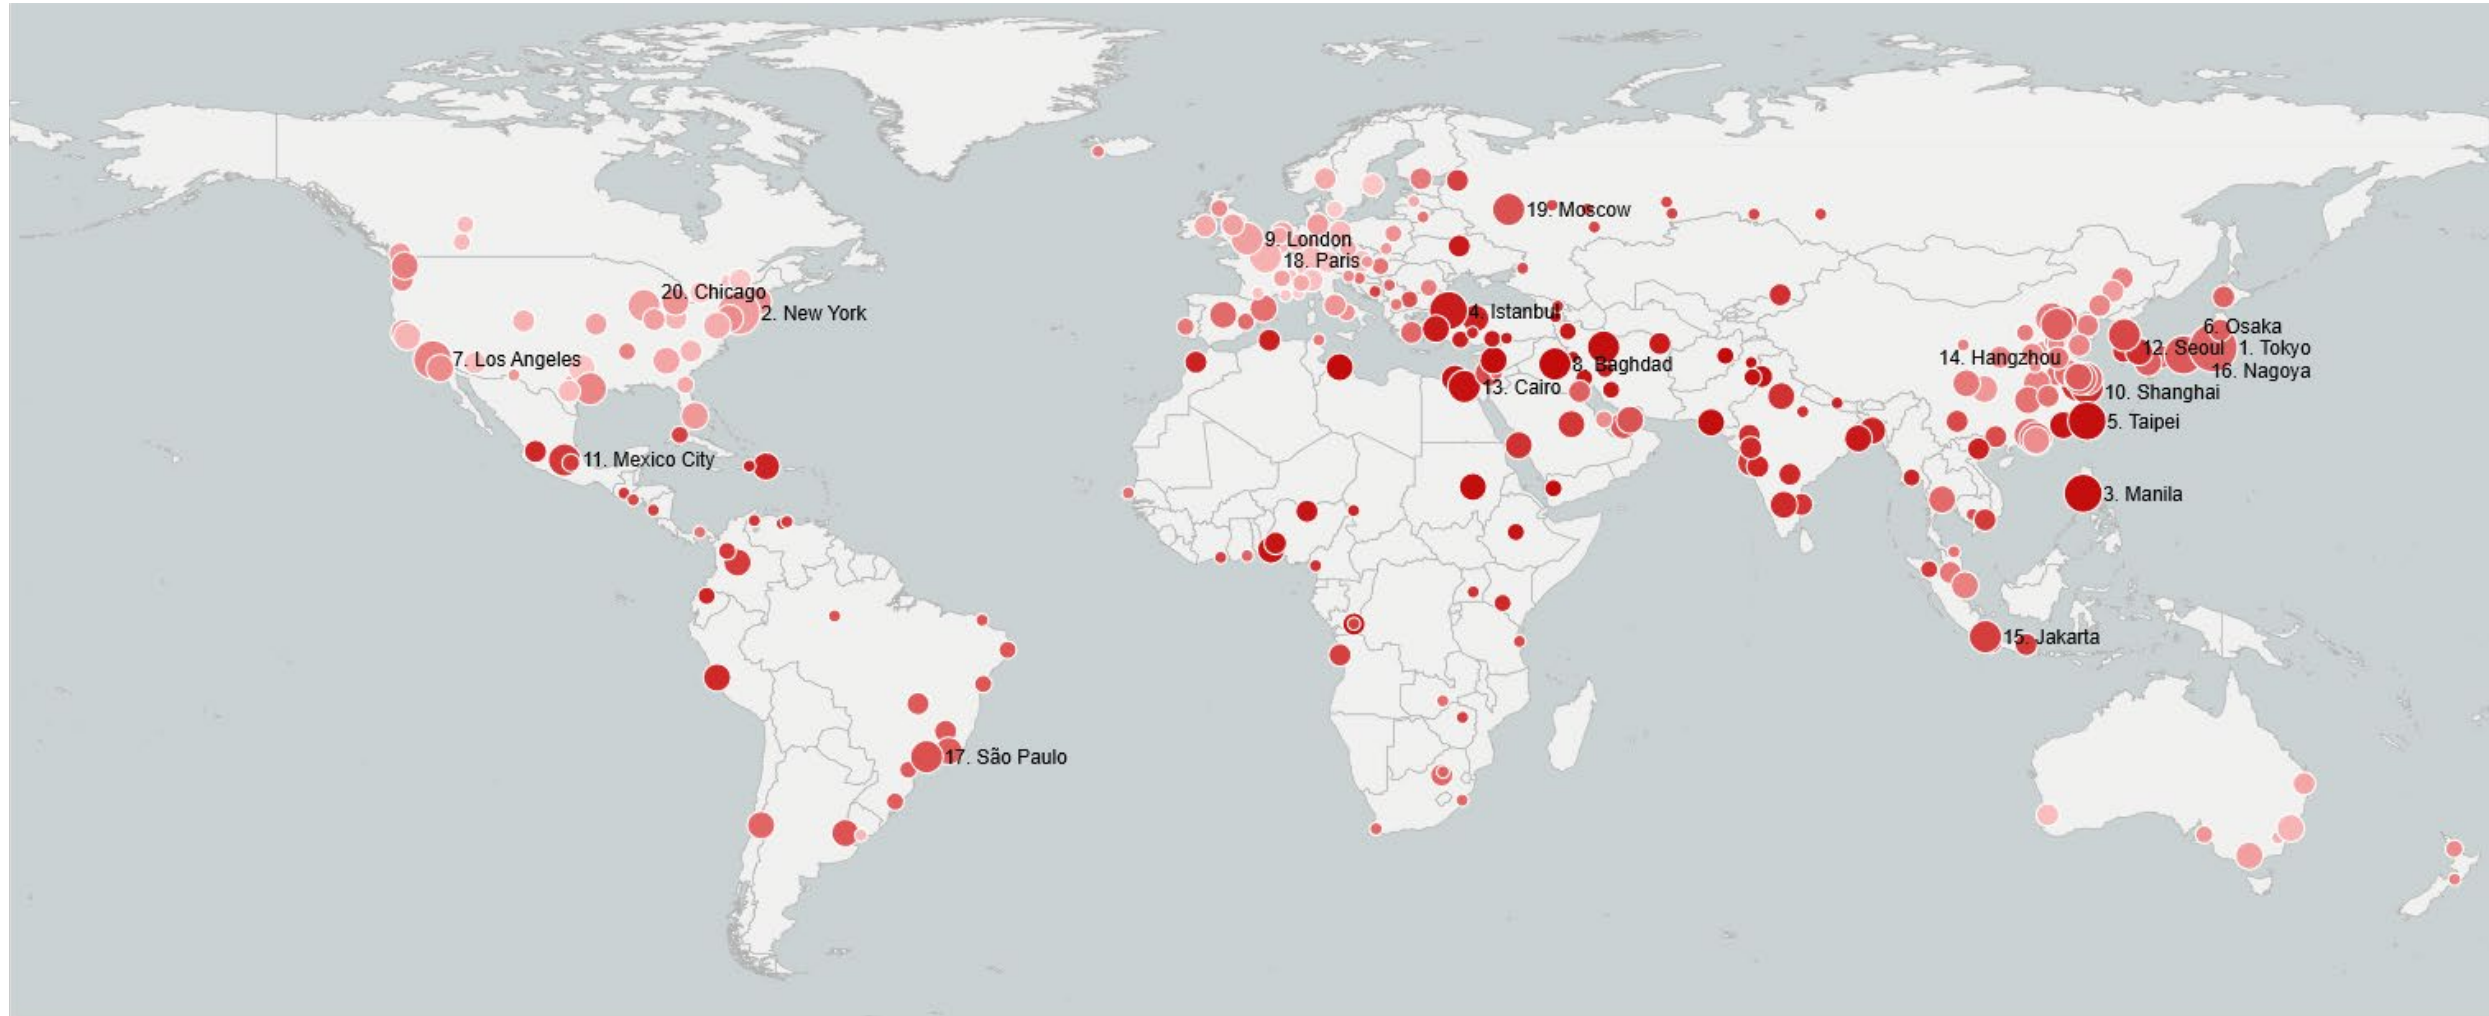 19. Moscow
9. London
18. Paris
20. Chicago
2. New York
4. Istanbul
6. Osaka
12. Seoul
1. Tokyo
7. Los Angeles
8. Baghdad
14. Hangzhou
16. Nagoya
13. Cairo
10. Shanghai
5. Taipei
11. Mexico City
3. Manila
15. Jakarta
17. São Paulo